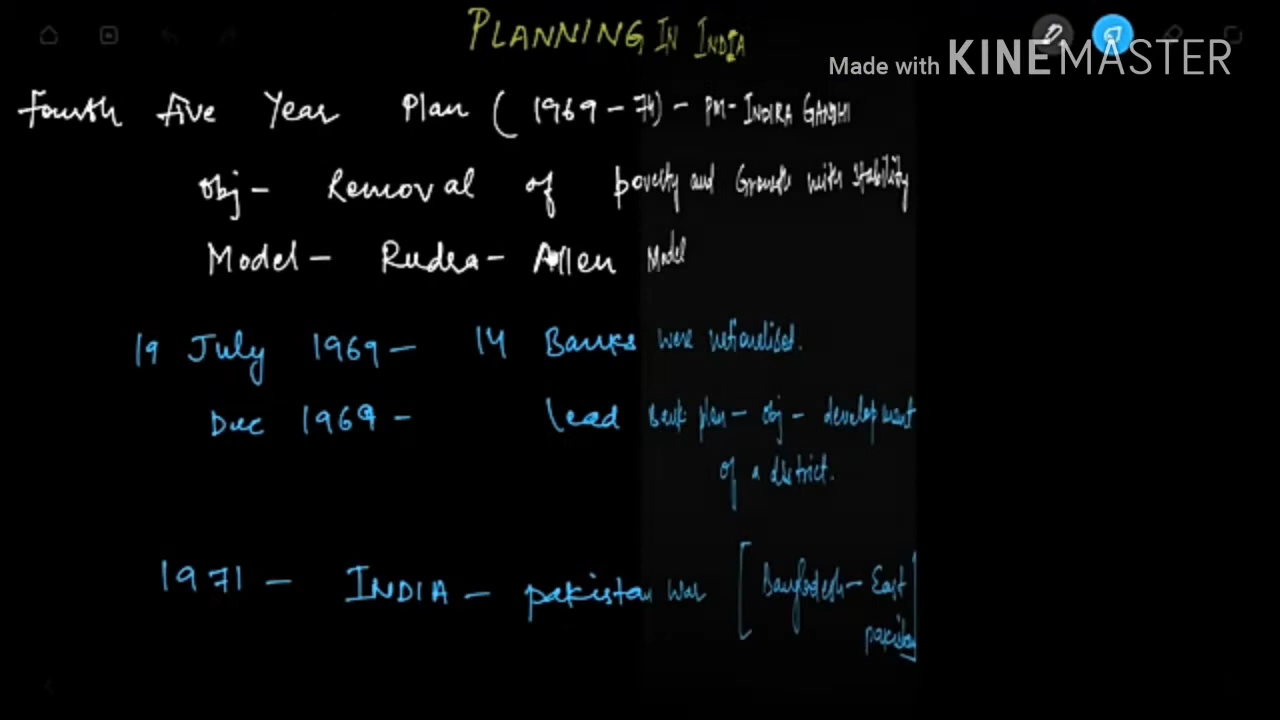 PLANNING IN INDIA
Made with KINEMASTER
Fourth five Year Plan (1969-74) - PM- INDIRA GANDHI
Obj- Removal of poverty and Growth with Stability
Model- Rudra- Allen Model
19 July 1969- 14 Banks were nationalised.
Dec 1969- lead Bank plan- obj- development
of a district.
1971- INDIA- pakistan war [Bangladesh- East
pakistan]